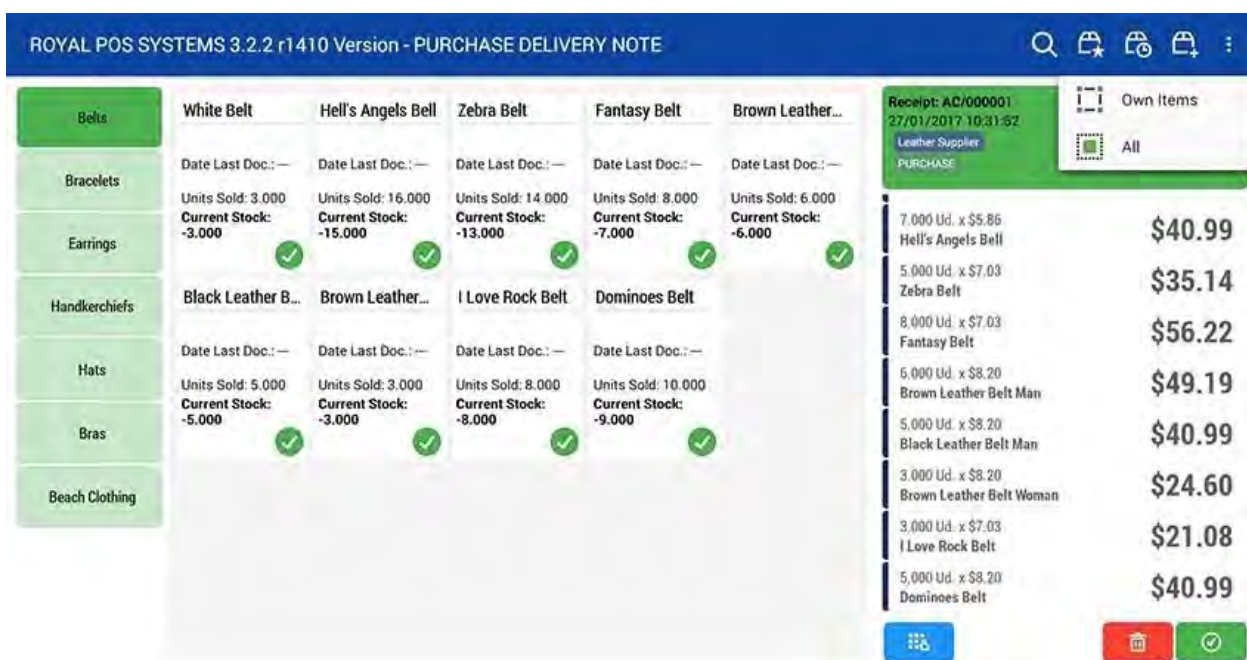 ROYAL POS SYSTEMS 3.2.2 r1410 Version - PURCHASE DELIVERY NOTE
Own Items
All
Belts
Bracelets
Earrings
Handkerchiefs
Hats
Bras
Beach Clothing
White Belt
Date Last Doc.: ---
Units Sold: 3.000
Current Stock:
-3.000
Hell's Angels Bell
Date Last Doc.: ---
Units Sold: 16.000
Current Stock:
-15.000
Zebra Belt
Date Last Doc.: ---
Units Sold: 14.000
Current Stock:
-13.000
Fantasy Belt
Date Last Doc.: ---
Units Sold: 8.000
Current Stock:
-7.000
Brown Leather...
Date Last Doc.: ---
Units Sold: 6.000
Current Stock:
-6.000
Black Leather B...
Date Last Doc.: ---
Units Sold: 5.000
Current Stock:
-5.000
Brown Leather...
Date Last Doc.: ---
Units Sold: 3.000
Current Stock:
-3.000
I Love Rock Belt
Date Last Doc.: ---
Units Sold: 8.000
Current Stock:
-8.000
Dominoes Belt
Date Last Doc.: ---
Units Sold: 10.000
Current Stock:
-9.000
Receipt: AC/000001
27/01/2017 10:31:52
Leather Supplier
PURCHASE
7.000 Ud. x $5.86
Hell's Angels Bell
$40.99
5.000 Ud. x $7.03
Zebra Belt
$35.14
8.000 Ud. x $7.03
Fantasy Belt
$56.22
6.000 Ud. x $8.20
Brown Leather Belt Man
$49.19
5.000 Ud. x $8.20
Black Leather Belt Man
$40.99
3.000 Ud. x $8.20
Brown Leather Belt Woman
$24.60
3.000 Ud. x $7.03
I Love Rock Belt
$21.08
5.000 Ud. x $8.20
Dominoes Belt
$40.99